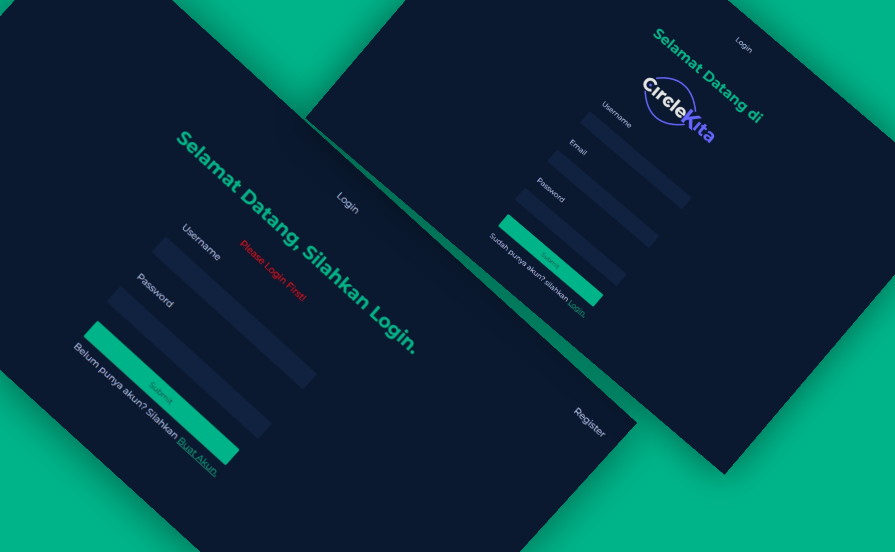 Selamat Datang, Silahkan Login.
Login
Register
Please Login First!
Username
Password
Submit
Belum punya akun? Silahkan Buat Akun.
Login
Selamat Datang di
CircleKita
Username
Email
Password
Submit
Sudah punya akun? silahkan Login.